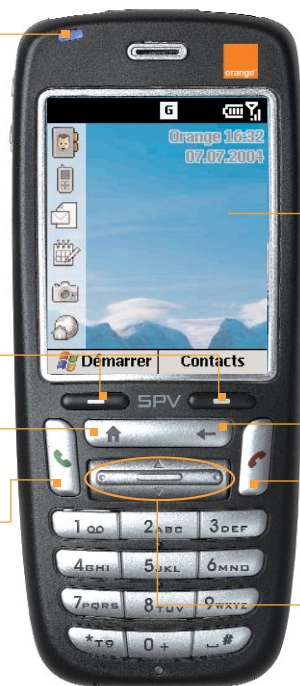 orange™
G
Orange 16:32
07.07.2004
Démarrer Contacts
SPV
1 2ABC 3DEF
4GHI 5JKL 6MNO
7PQRS 8TUV 9WXYZ
*T9 0+ #